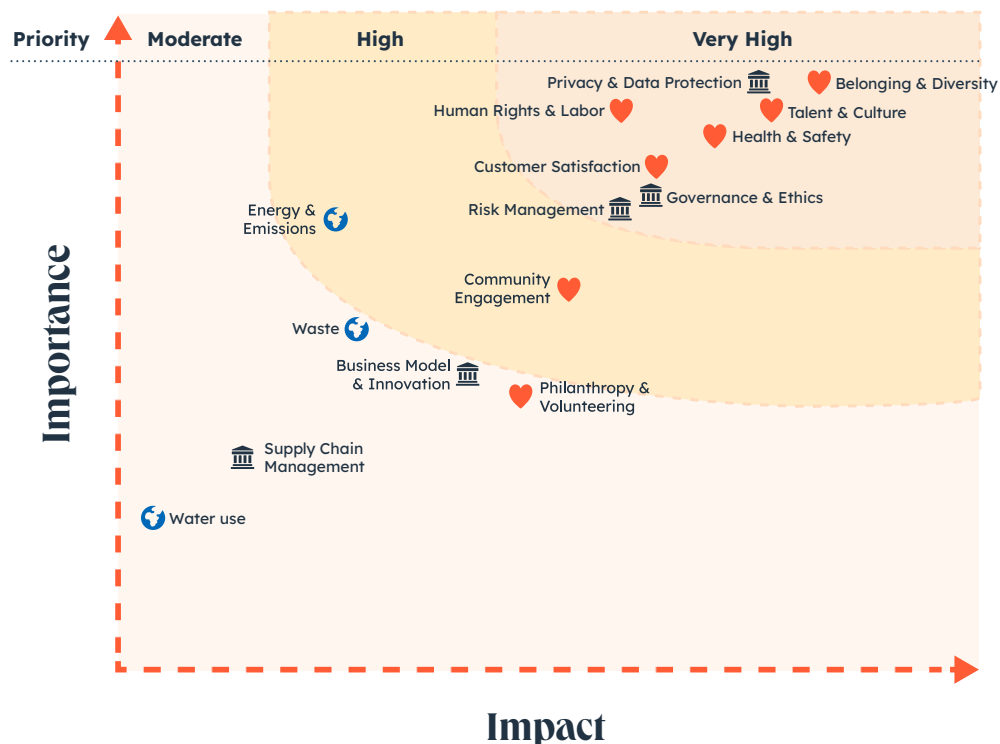 Priority
Moderate
High
Very High
Privacy & Data Protection
Belonging & Diversity
Human Rights & Labor
Talent & Culture
Health & Safety
Customer Satisfaction
Governance & Ethics
Risk Management
Energy &
Emissions
Community
Engagement
Waste
Business Model
& Innovation
Philanthropy &
Volunteering
Supply Chain
Management
Water use
Importance
Impact